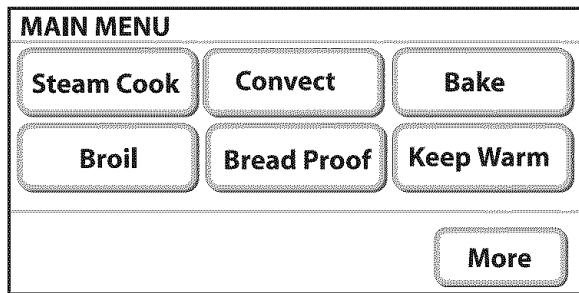 MAIN MENU
Steam Cook Convect Bake
Broil Bread Proof Keep Warm
More